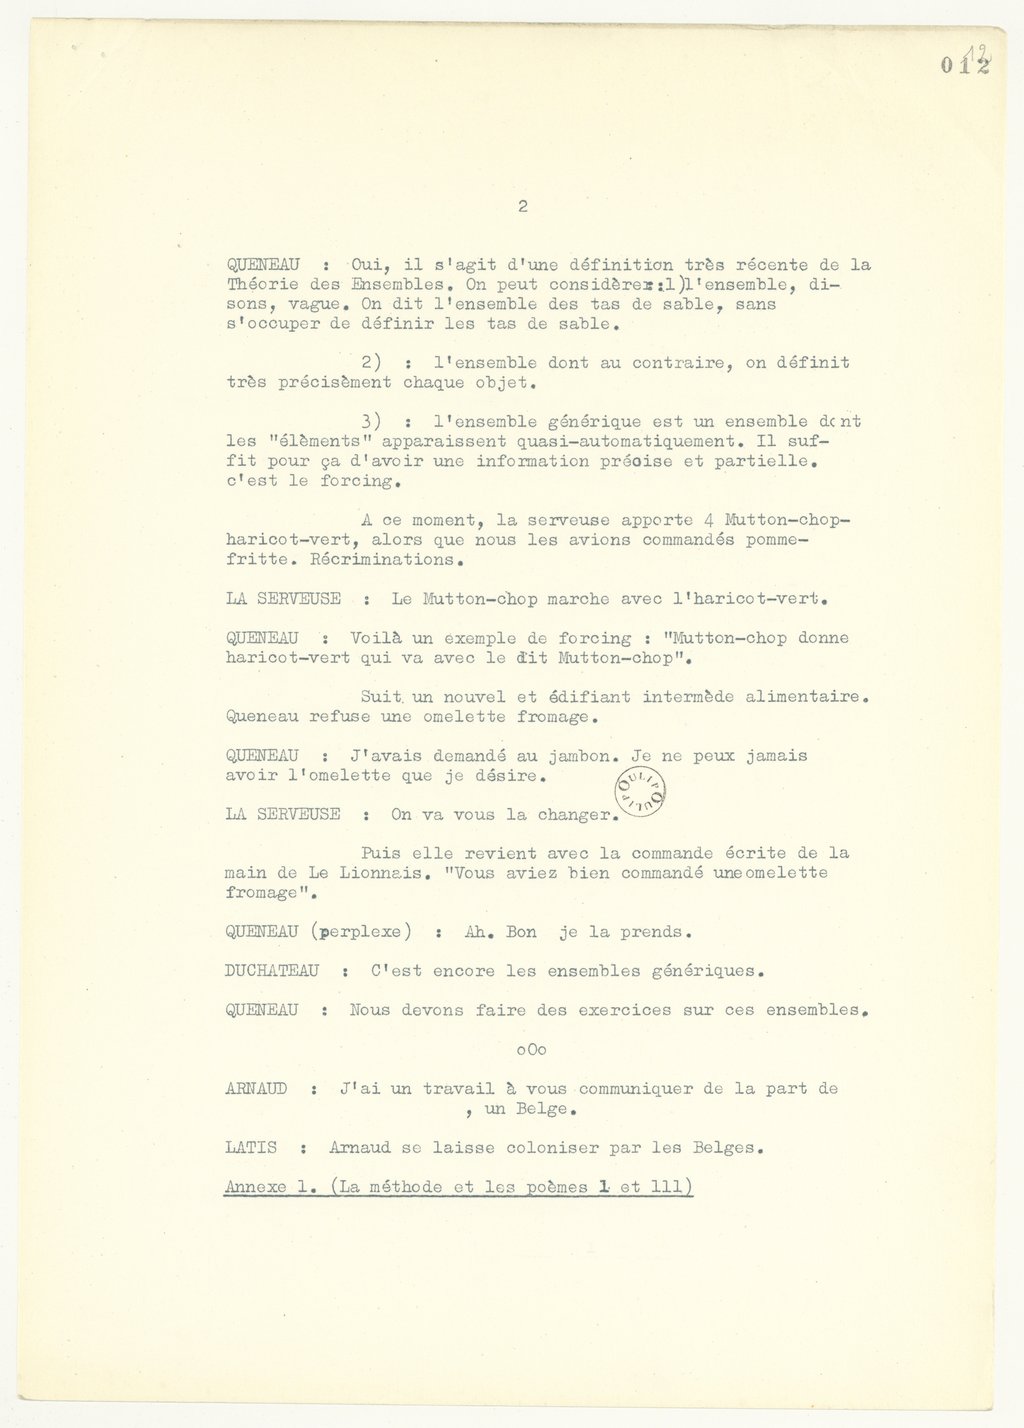 012
12
2
QUENEAU : Oui, il s'agit d'une définition très récente de la
Théorie des Ensembles. On peut considèrer :1)l'ensemble, di-
sons, vague. On dit l'ensemble des tas de sable, sans
s'occuper de définir les tas de sable.
2) : l'ensemble dont au contraire, on définit
très précisèment chaque objet.
3) : l'ensemble générique est un ensemble dont
les "élèments" apparaissent quasi-automatiquement. Il suf-
fit pour ça d'avoir une information précise et partielle.
c'est le forcing.
A ce moment, la serveuse apporte 4 Mutton-chop-
haricot-vert, alors que nous les avions commandés pomme-
fritte. Récriminations.
LA SERVEUSE : Le Mutton-chop marche avec l'haricot-vert.
QUENEAU : Voilà un exemple de forcing : "Mutton-chop donne
haricot-vert qui va avec le dit Mutton-chop".
Suit un nouvel et édifiant intermède alimentaire.
Queneau refuse une omelette fromage.
QUENEAU : J'avais demandé au jambon. Je ne peux jamais
avoir l'omelette que je désire.
OULIPOULIPO
LA SERVEUSE : On va vous la changer.
Puis elle revient avec la commande écrite de la
main de Le Lionnais. "Vous aviez bien commandé uneomelette
fromage".
QUENEAU (perplexe) : Ah. Bon je la prends.
DUCHATEAU : C'est encore les ensembles génériques.
QUENEAU : Nous devons faire des exercices sur ces ensembles.
oOo
ARNAUD : J'ai un travail à vous communiquer de la part de
, un Belge.
LATIS : Arnaud se laisse coloniser par les Belges.
Annexe 1. (La méthode et les poèmes 1 et 111)